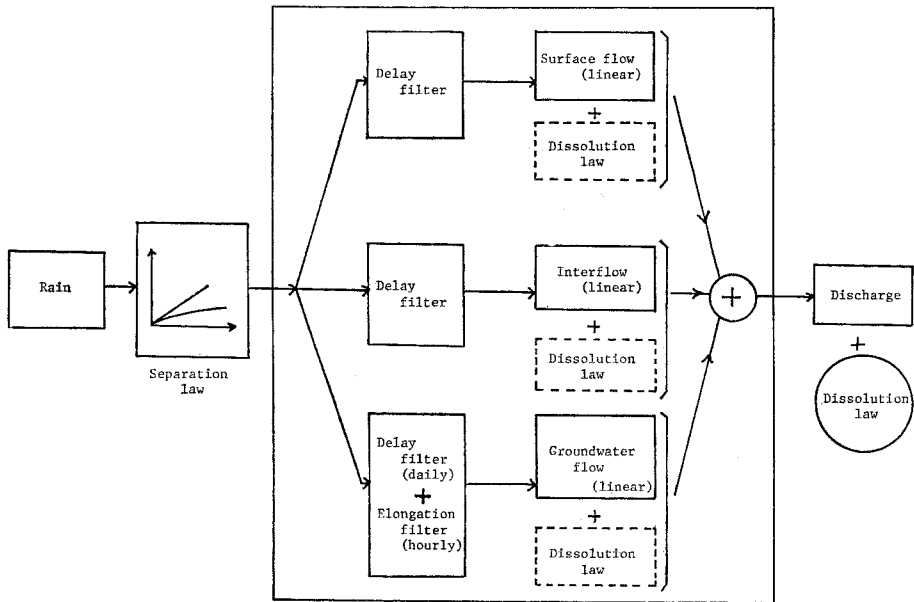 Rain
Separation
law
Delay
filter
Surface flow
(linear)
+
Dissolution
law
Delay
filter
Interflow
(linear)
+
Dissolution
law
Delay
filter
(daily)
+
Elongation
filter
(hourly)
Groundwater
flow
(linear)
+
Dissolution
law
+
Discharge
+
Dissolution
law